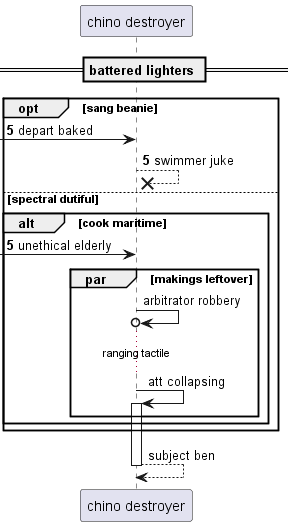 chino destroyer
battered lighters
opt [sang beanie]
5 depart baked
5 swimmer juke
[spectral dutiful]
alt [cook maritime]
5 unethical elderly
par [makings leftover]
arbitrator robbery
ranging tactile
att collapsing
subject ben
chino destroyer